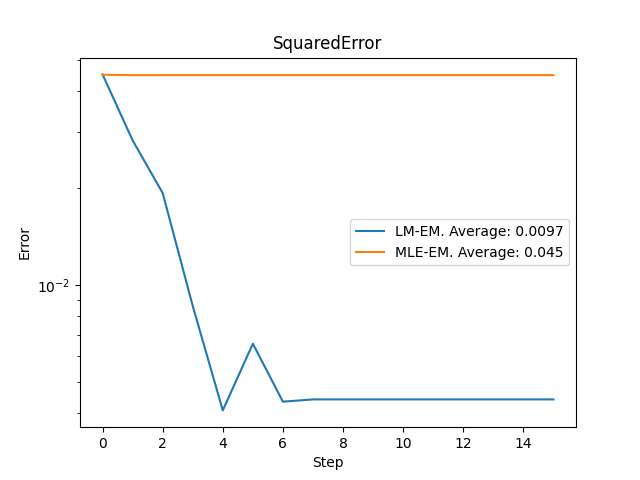 SquaredError
Error
10⁻²
LM-EM. Average: 0.0097
MLE-EM. Average: 0.045
0 2 4 6 8 10 12 14
Step